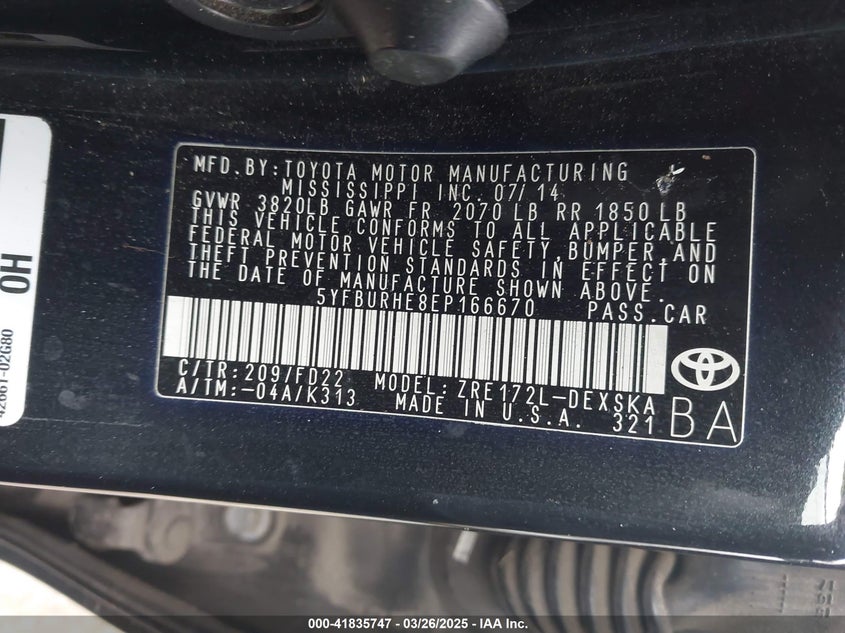 MFD.BY:TOYOTA MOTOR MANUFACTURING
MISSISSIPPI INC. 07/14
GVWR 3820LB GAWR FR 2070 LB RR 1850 LB
THIS VEHICLE CONFORMS TO ALL APPLICABLE
FEDERAL MOTOR VEHICLE SAFETY,BUMPER,AND
THEFT PREVENTION STANDARDS IN EFFECT ON
THE DATE OF MANUFACTURE SHOWN ABOVE.
5YFBURHE8EP166670 PASS.CAR
C/TR:209/FD22 MODEL:ZRE172L-DEXSKA
A/TM:-04A/K313 MADE IN U.S.A. 321
BA
OH
42661-02G80
000-41835747 / 03/26/2025 / IAA Inc.